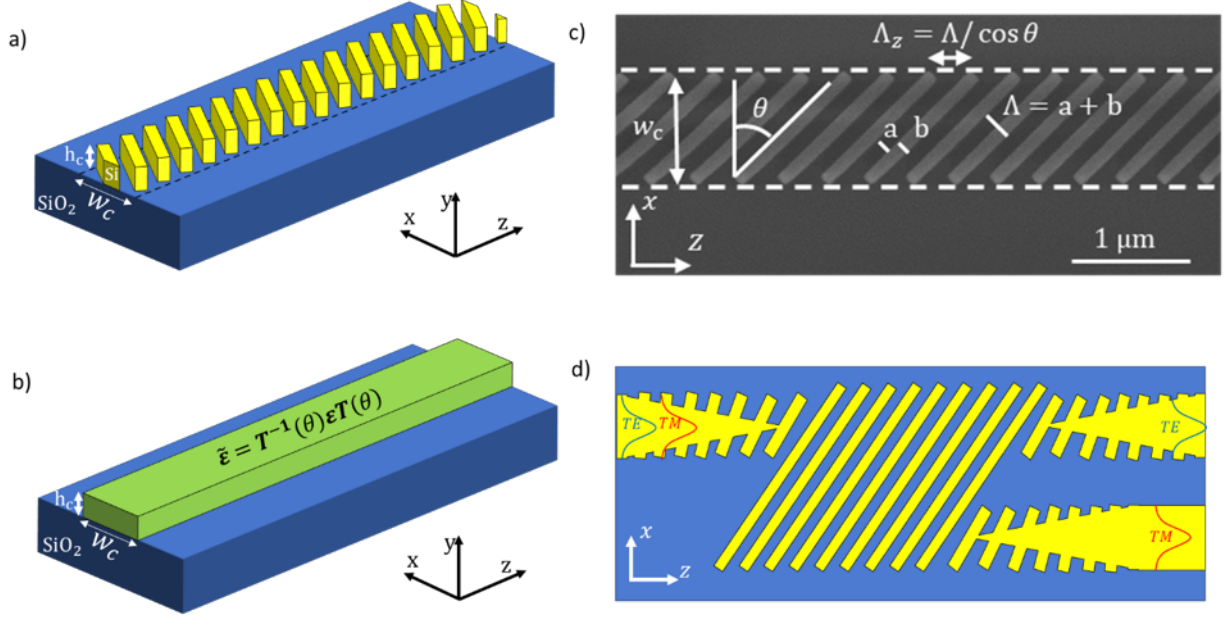 a)
h_c
Si
SiO₂
W_C
x
y
z
b)
ε̃ = T⁻¹(θ)εT(θ)
h_c
SiO₂
W_C
x
y
z
c)
Λ_z = Λ/cos θ
w_c
θ
a b
Λ = a + b
x
z
1 μm
d)
TE TM
TE
TM
x
z